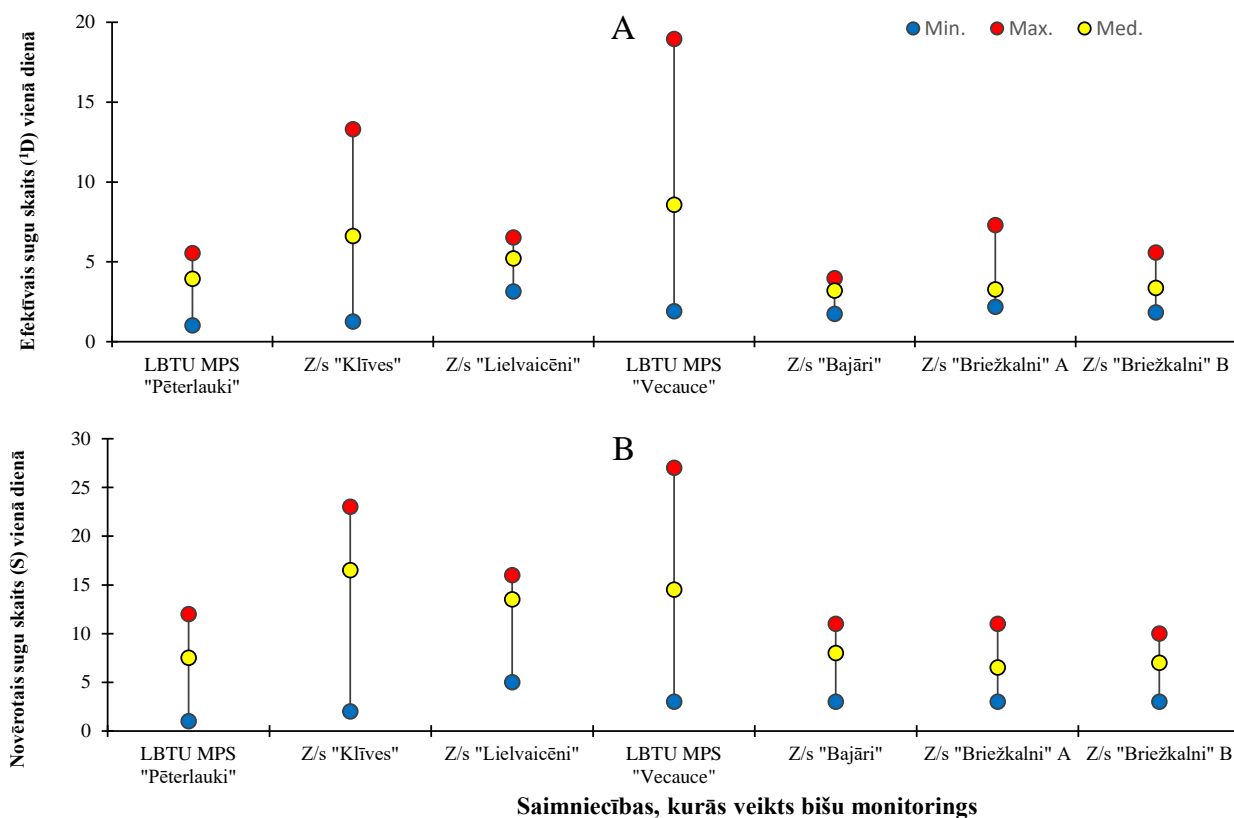 A
Min. Max. Med.
Efektīvais sugu skaits (¹D) vienā dienā
20
15
10
5
0
LBTU MPS "Pēterlauki"
Z/s "Klīves"
Z/s "Lielvaicēni"
LBTU MPS "Vecauce"
Z/s "Bajāri"
Z/s "Briežkalni" A
Z/s "Briežkalni" B
B
Novērotais sugu skaits (S) vienā dienā
30
25
20
15
10
5
0
LBTU MPS "Pēterlauki"
Z/s "Klīves"
Z/s "Lielvaicēni"
LBTU MPS "Vecauce"
Z/s "Bajāri"
Z/s "Briežkalni" A
Z/s "Briežkalni" B
Saimniecības, kurās veikts bišu monitorings